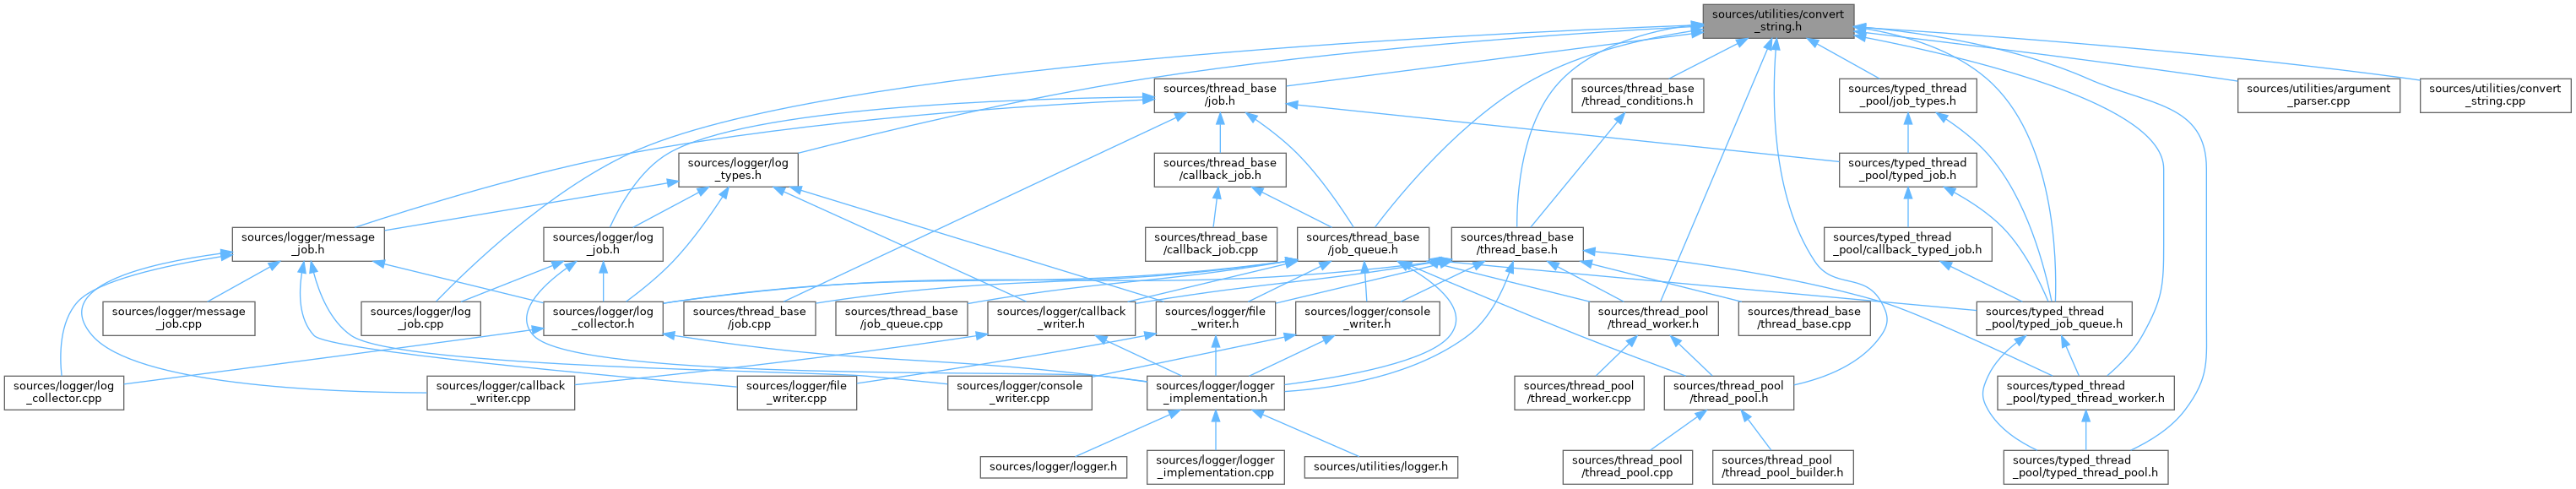 sources/utilities/convert
_string.h
sources/thread_base
/job.h
sources/thread_base
/thread_conditions.h
sources/typed_thread
_pool/job_types.h
sources/utilities/argument
_parser.cpp
sources/utilities/convert
_string.cpp
sources/logger/log
_types.h
sources/thread_base
/callback_job.h
sources/typed_thread
_pool/typed_job.h
sources/logger/message
_job.h
sources/logger/log
_job.h
sources/thread_base
/callback_job.cpp
sources/thread_base
/job_queue.h
sources/thread_base
/thread_base.h
sources/typed_thread
_pool/callback_typed_job.h
sources/logger/message
_job.cpp
sources/logger/log
_job.cpp
sources/logger/log
_collector.h
sources/thread_base
/job.cpp
sources/thread_base
/job_queue.cpp
sources/logger/callback
_writer.h
sources/logger/file
_writer.h
sources/logger/console
_writer.h
sources/thread_pool
/thread_worker.h
sources/thread_base
/thread_base.cpp
sources/typed_thread
_pool/typed_job_queue.h
sources/logger/log
_collector.cpp
sources/logger/callback
_writer.cpp
sources/logger/file
_writer.cpp
sources/logger/console
_writer.cpp
sources/logger/logger
_implementation.h
sources/thread_pool
/thread_worker.cpp
sources/thread_pool
/thread_pool.h
sources/typed_thread
_pool/typed_thread_worker.h
sources/logger/logger.h
sources/logger/logger
_implementation.cpp
sources/utilities/logger.h
sources/thread_pool
/thread_pool.cpp
sources/thread_pool
/thread_pool_builder.h
sources/typed_thread
_pool/typed_thread_pool.h